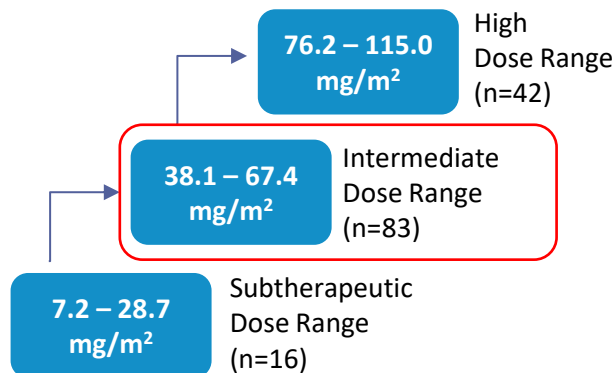 76.2 – 115.0
mg/m²
High
Dose Range
(n=42)
38.1 – 67.4
mg/m²
Intermediate
Dose Range
(n=83)
7.2 – 28.7
mg/m²
Subtherapeutic
Dose Range
(n=16)